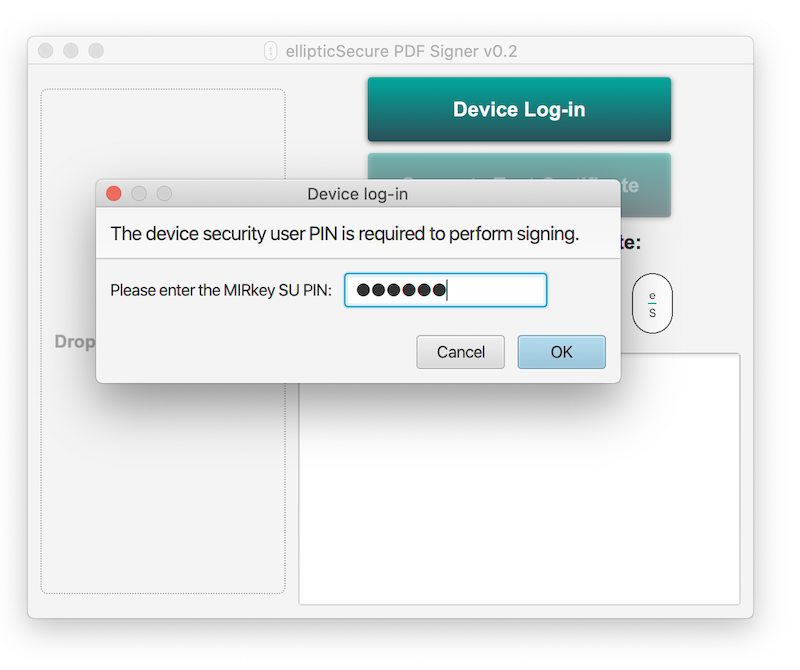 ellipticSecure PDF Signer v0.2
Device Log-in
Device log-in
The device security user PIN is required to perform signing.
Please enter the MIRkey SU PIN: ●●●●●●
Cancel
OK
Drop
te:
e
S